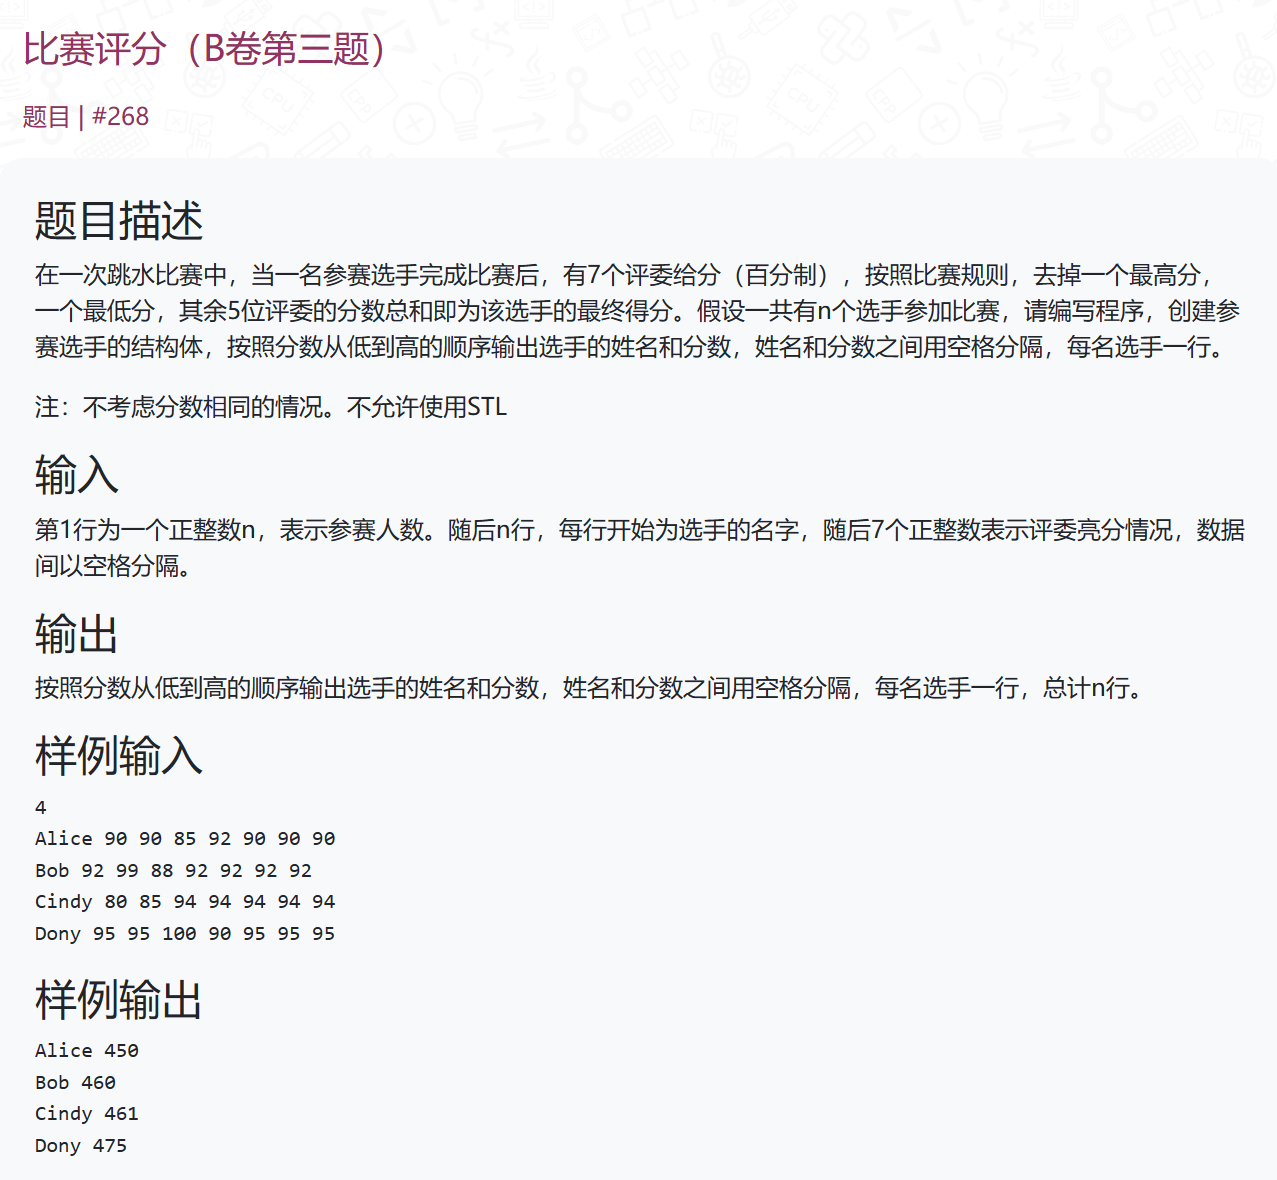 比赛评分（B卷第三题）
题目 | #268
题目描述
在一次跳水比赛中，当一名参赛选手完成比赛后，有7个评委给分（百分制），按照比赛规则，去掉一个最高分，
一个最低分，其余5位评委的分数总和即为该选手的最终得分。假设一共有n个选手参加比赛，请编写程序，创建参
赛选手的结构体，按照分数从低到高的顺序输出选手的姓名和分数，姓名和分数之间用空格分隔，每名选手一行。
注：不考虑分数相同的情况。不允许使用STL
输入
第1行为一个正整数n，表示参赛人数。随后n行，每行开始为选手的名字，随后7个正整数表示评委亮分情况，数据
间以空格分隔。
输出
按照分数从低到高的顺序输出选手的姓名和分数，姓名和分数之间用空格分隔，每名选手一行，总计n行。
样例输入
4
Alice 90 90 85 92 90 90 90
Bob 92 99 88 92 92 92 92
Cindy 80 85 94 94 94 94 94
Dony 95 95 100 90 95 95 95
样例输出
Alice 450
Bob 460
Cindy 461
Dony 475